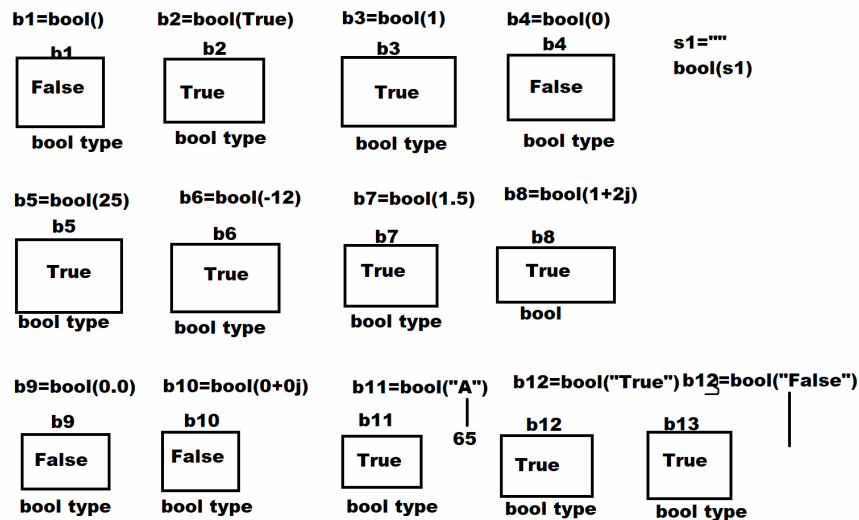 b1=bool() b2=bool(True) b3=bool(1) b4=bool(0)
b1 b2 b3 b4 s1=""
bool(s1)
False True True False
bool type bool type bool type bool type
b5=bool(25) b6=bool(-12) b7=bool(1.5) b8=bool(1+2j)
b5 b6 b7 b8
True True True True
bool type bool type bool type bool
b9=bool(0.0) b10=bool(0+0j) b11=bool("A") b12=bool("True") b13=bool("False")
b9 b10 b11 b12 b13
65
False False True True True
bool type bool type bool type bool type bool type